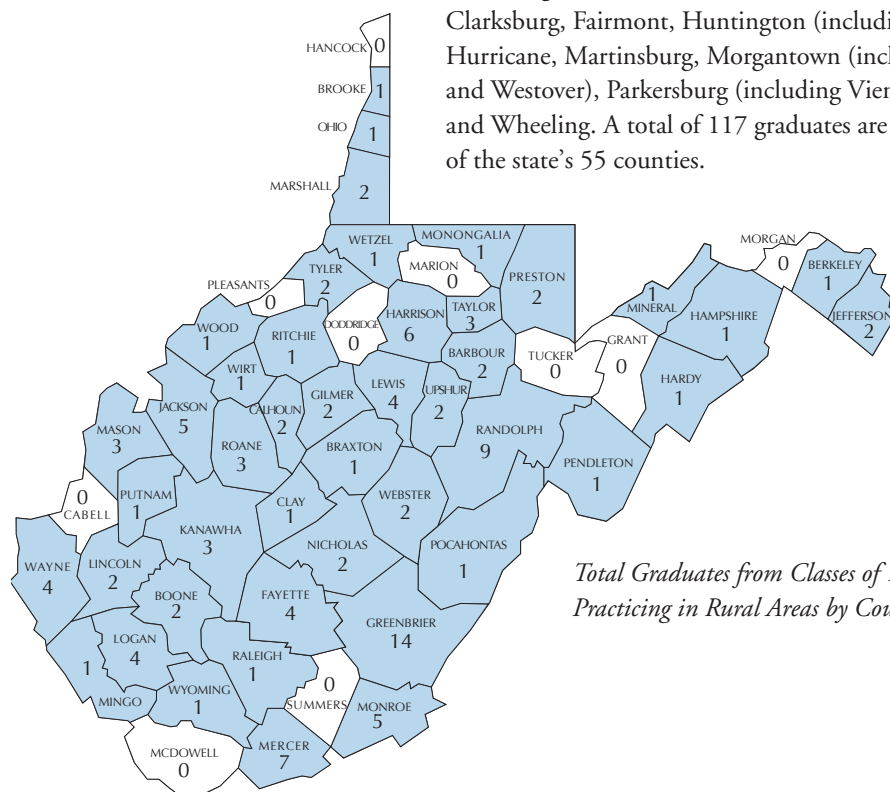 Clarksburg, Fairmont, Huntington
Hurricane, Martinsburg, Morgantown
and Westover), Parkersburg (including
and Wheeling. A total of 117 graduates are
of the state's 55 counties.
HANCOCK 0
BROOKE 1
OHIO 1
MARSHALL 2
WETZEL 1
MONONGALIA 1
MARION 0
PRESTON 2
TYLER 2
PLEASANTS 0
MORGAN 0
BERKELEY 1
JEFFERSON 2
1 MINERAL
HAMPSHIRE 1
GRANT 0
HARDY 1
WOOD 1
RITCHIE 1
DODDRIDGE 0
HARRISON 6
TAYLOR 3
BARBOUR 2
TUCKER 0
WIRT 1
JACKSON 5
CALHOUN 2
GILMER 2
LEWIS 4
UPSHUR 2
RANDOLPH 9
PENDLETON 1
MASON 3
ROANE 3
BRAXTON 1
WEBSTER 2
0 CABELL
PUTNAM 1
KANAWHA 3
CLAY 1
NICHOLAS 2
POCAHONTAS 1
WAYNE 4
LINCOLN 2
BOONE 2
FAYETTE 4
GREENBRIER 14
LOGAN 4
1 MINGO
WYOMING 1
RALEIGH 1
0 SUMMERS
MONROE 5
MERCER 7
MCDOWELL 0
Total Graduates from Classes of
Practicing in Rural Areas by